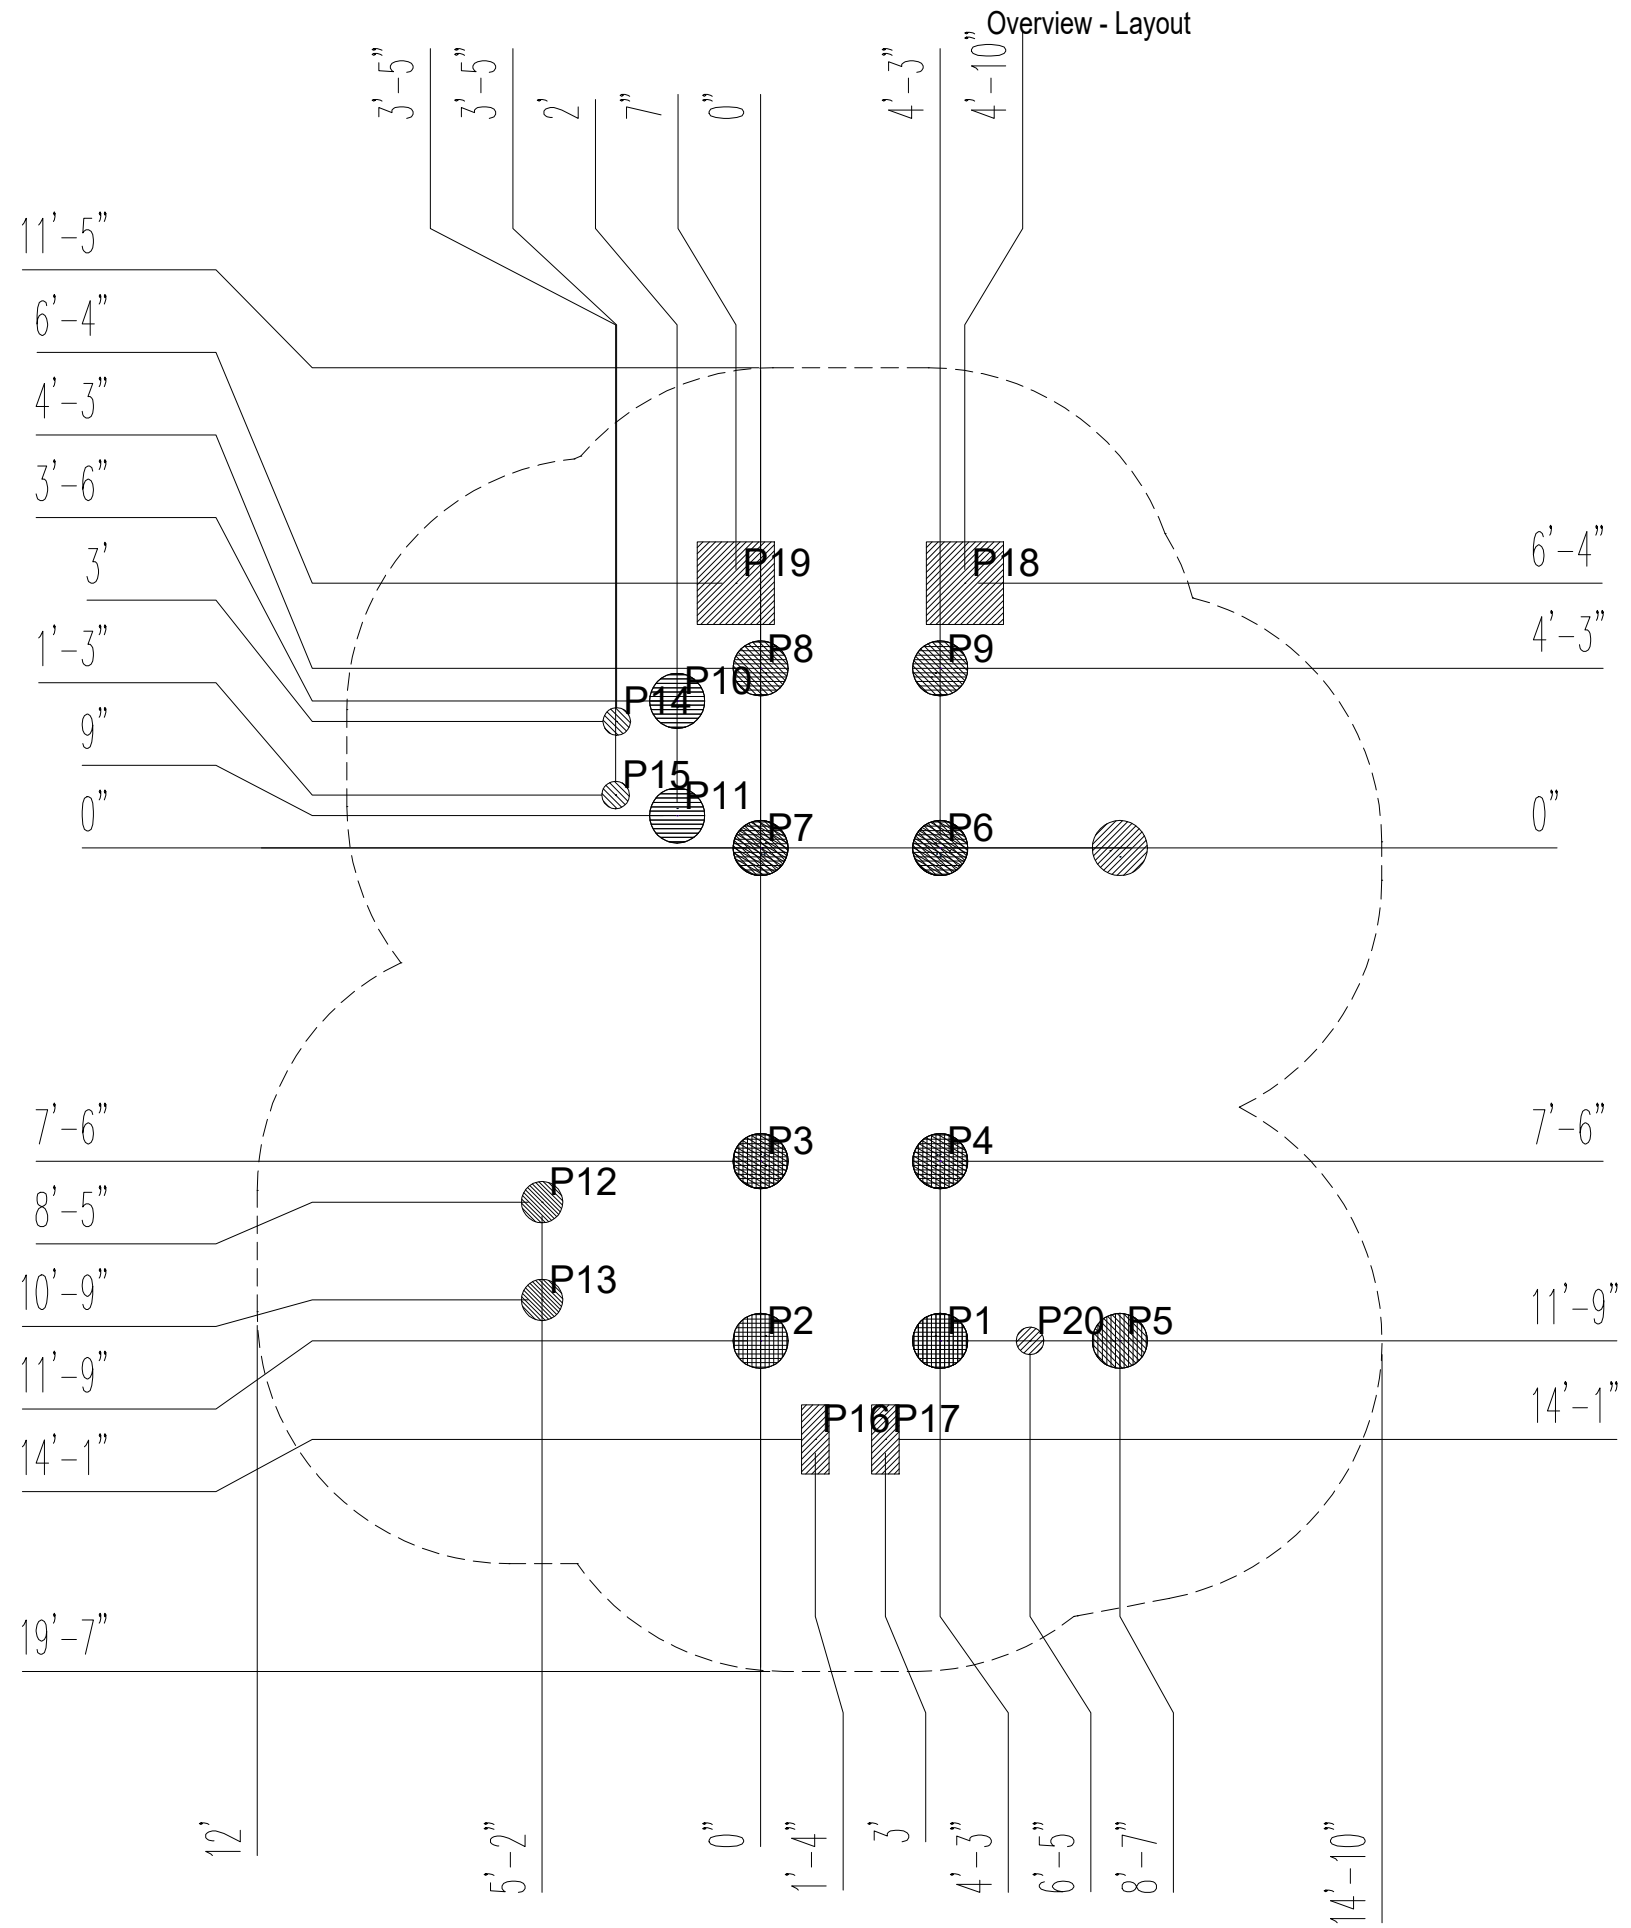 Overview - Layout
3'-5"
3'-5"
2'
7"
0"
4'-3"
4'-10"
11'-5"
6'-4"
4'-3"
3'-6"
3'
1'-3"
9"
0"
6'-4"
4'-3"
0"
P19
P18
P8
P9
P10
P14
P15
P11
P7
P6
7'-6"
8'-5"
10'-9"
11'-9"
14'-1"
19'-7"
7'-6"
11'-9"
14'-1"
P3
P4
P12
P13
P2
P1
P20
P5
P16
P17
12'
5'-2"
0"
1'-4"
3'
4'-3"
6'-5"
8'-7"
14'-10"